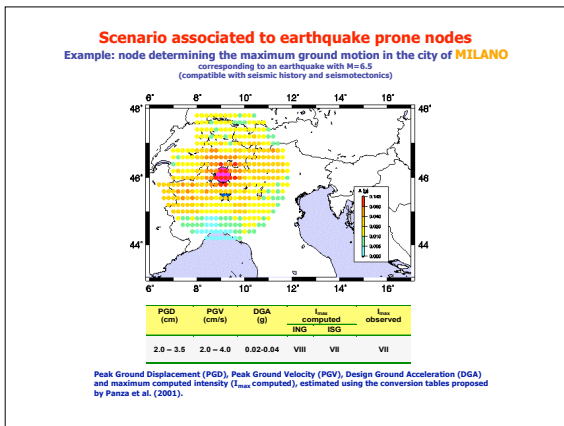 Scenario associated to earthquake prone nodes
Example: node determining the maximum ground motion in the city of MILANO
corresponding to an earthquake with M=6.5
(compatible with seismic history and seismotectonics)
6° 8° 10° 12° 14° 16°
48° 48°
46° 46°
44° 44
A (g)
6° 8° 10° 12° 14° 16°
PGD (cm) PGV (cm/s) DGA (g) Imax computed Imax observed
ING ISG
2.0 – 3.5 2.0 – 4.0 0.02-0.04 VIII VII VII
Peak Ground Displacement (PGD), Peak Ground Velocity (PGV), Design Ground Acceleration (DGA)
and maximum computed intensity (Imax computed), estimated using the conversion tables proposed
by Panza et al. (2001).